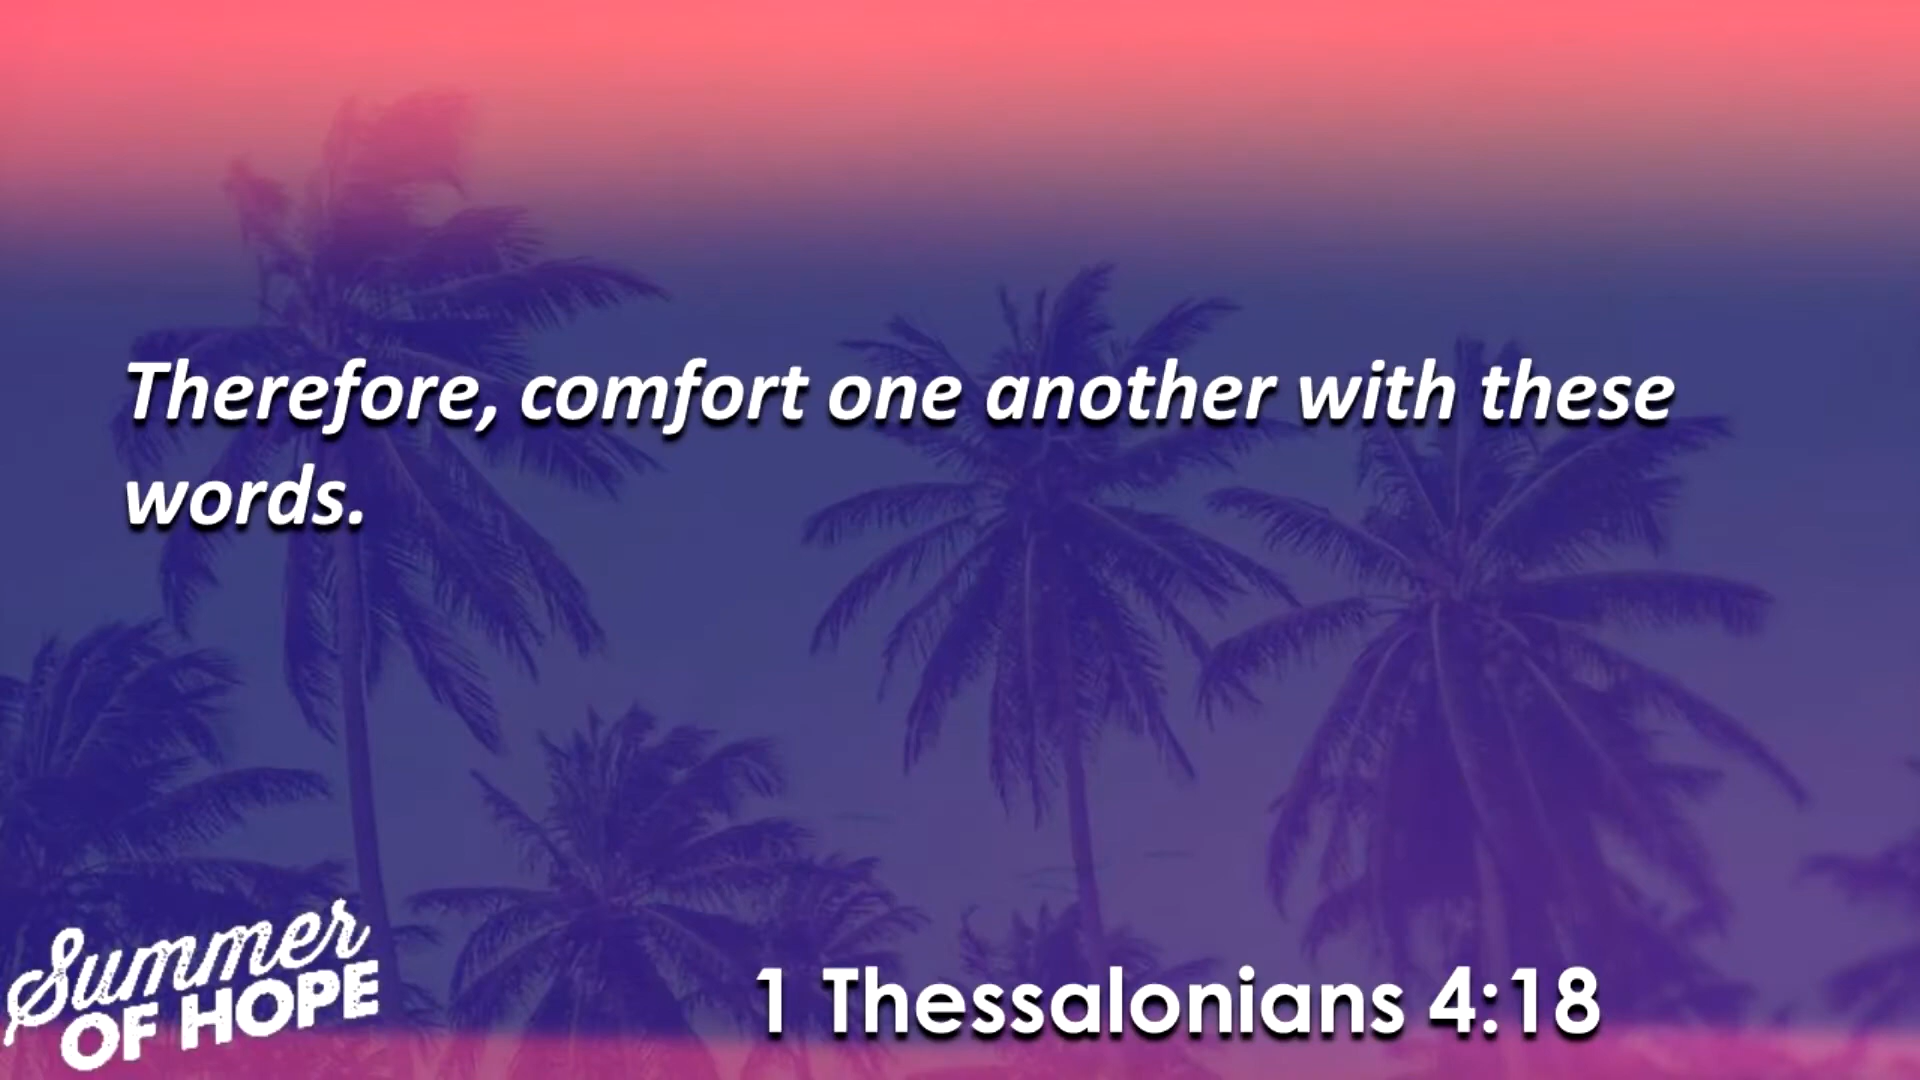 Therefore, comfort one another with these
words.
Summer
OF HOPE
1 Thessalonians 4:18